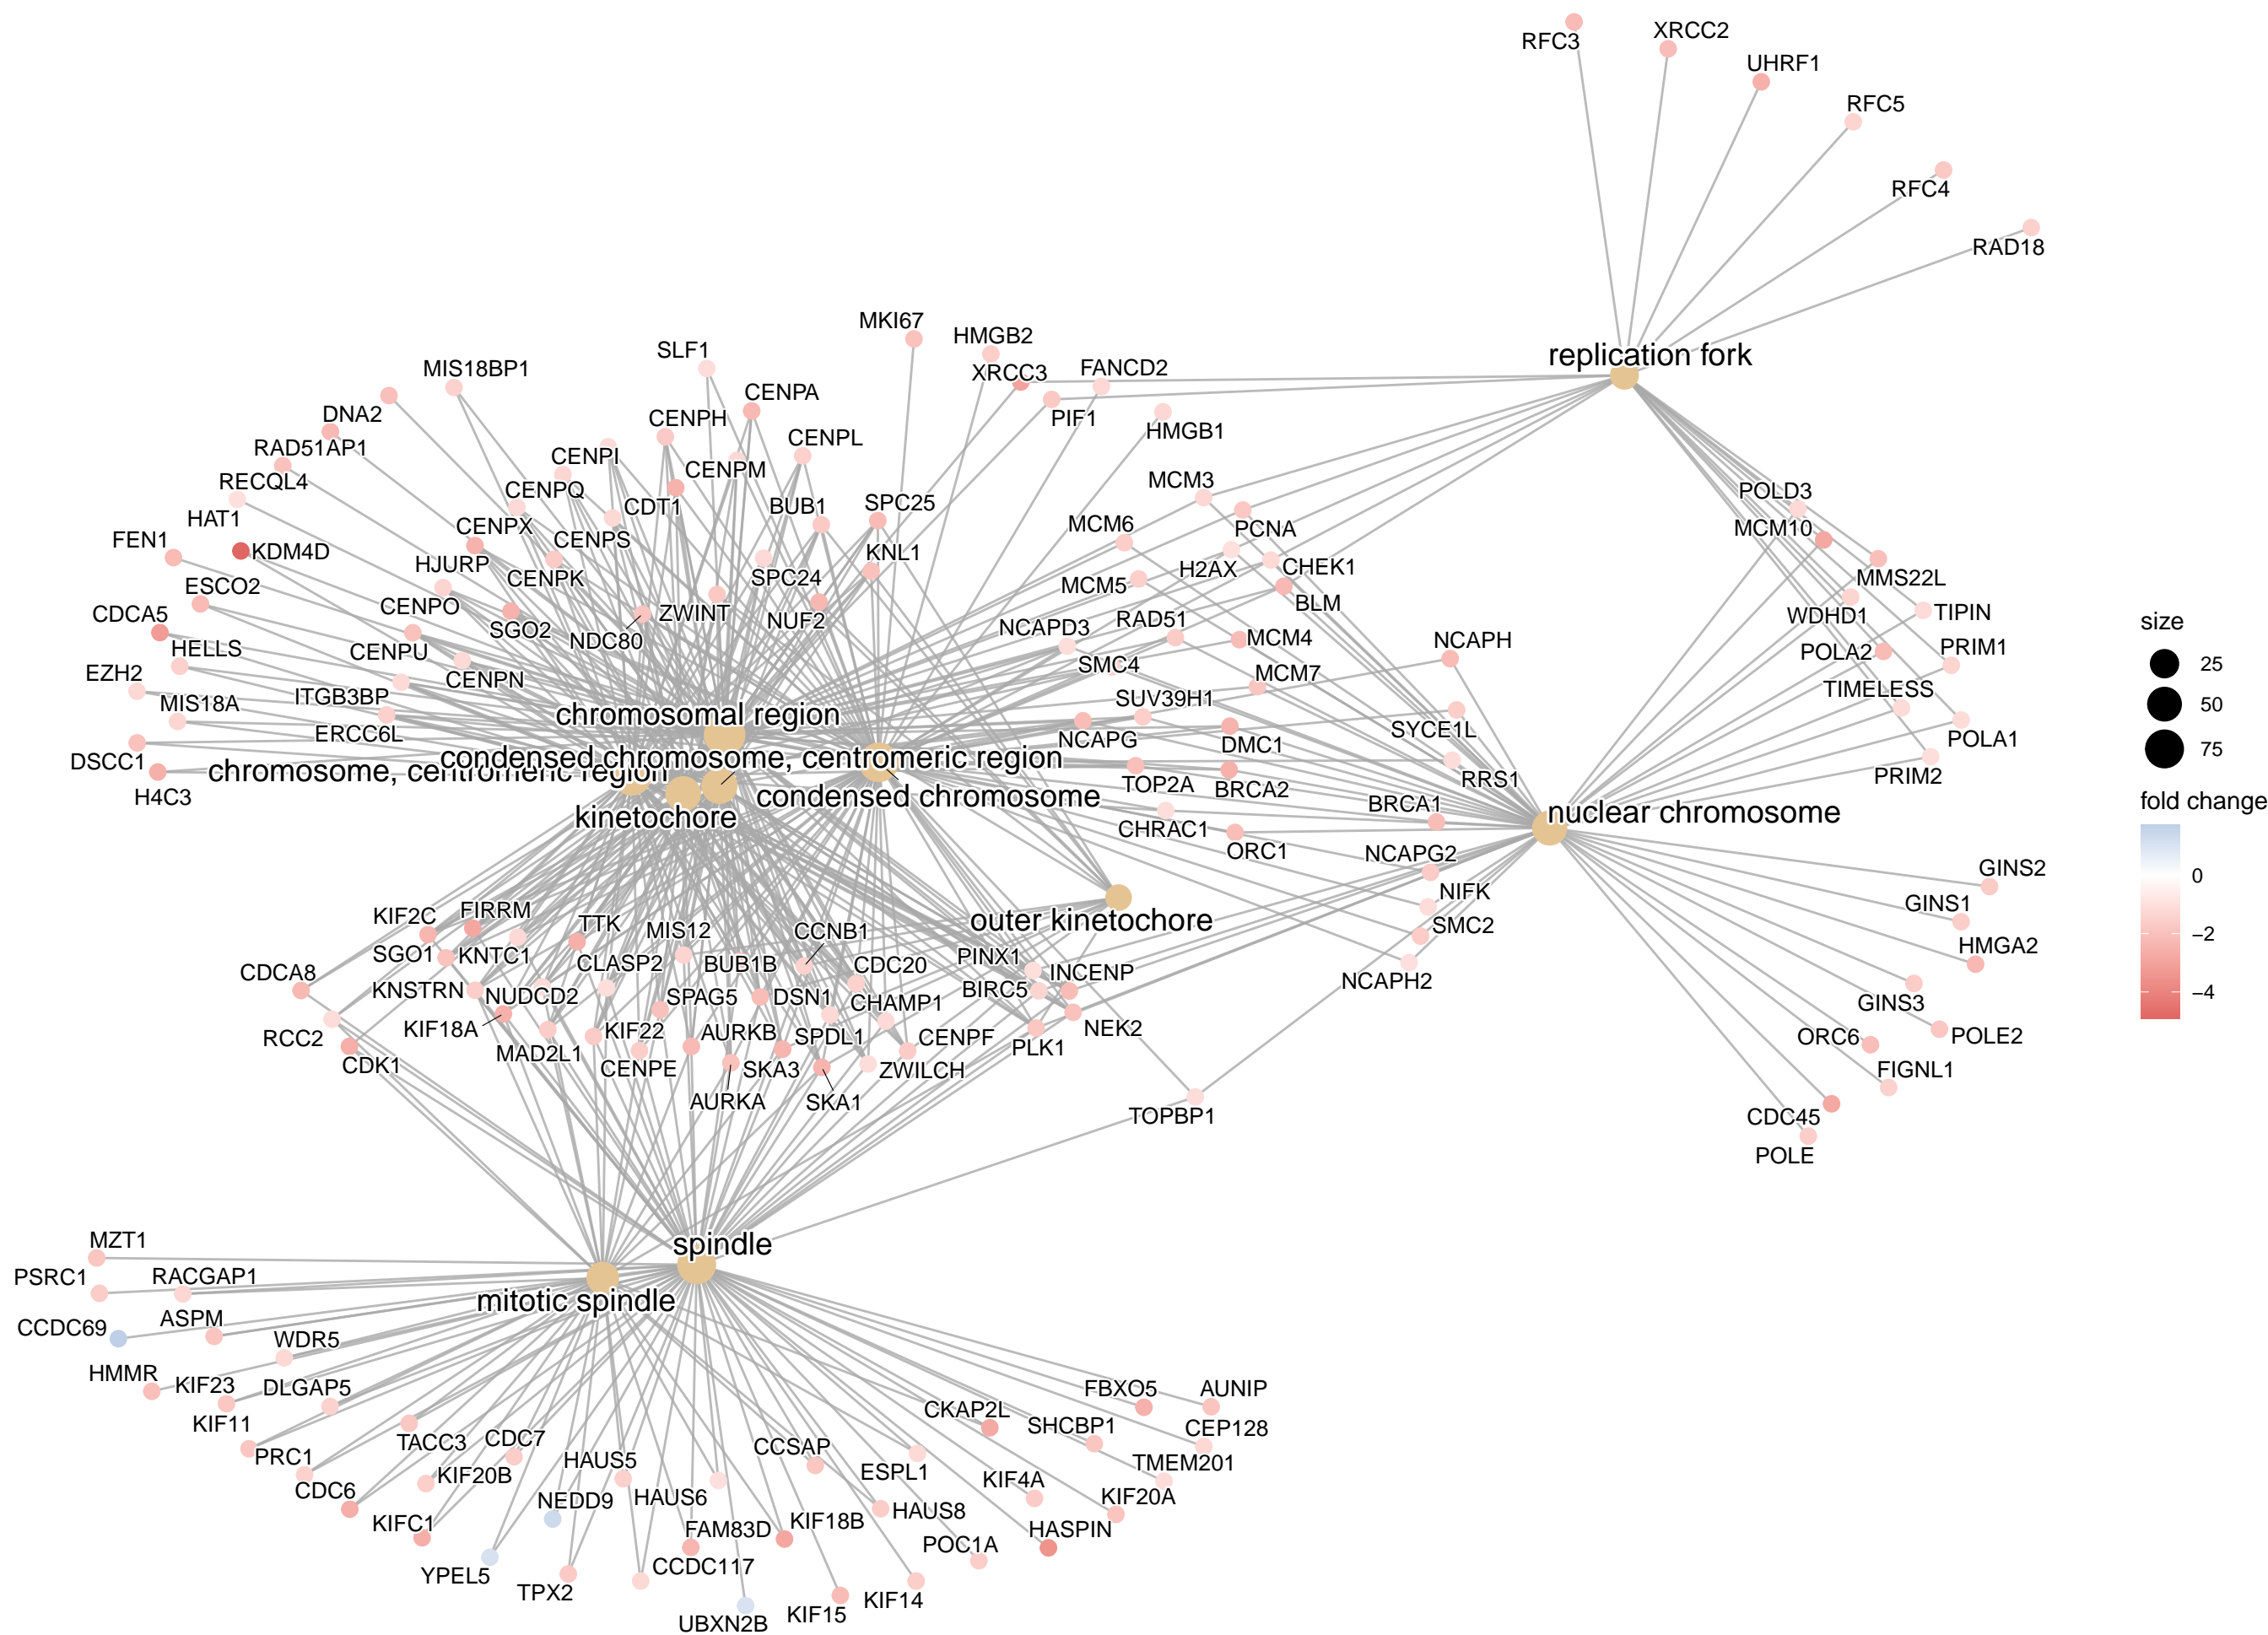 RFC3
XRCC2
UHRF1
RFC5
RFC4
RAD18
replication fork
MKI67
HMGB2
SLF1
XRCC3
FANCD2
MIS18BP1
CENPA
DNA2
CENPH
PIF1
HMGB1
RAD51AP1
CENPL
CENPI
CENPM
RECQL4
CENPQ
MCM3
POLD3
HAT1
CDT1
BUB1
SPC25
CENPX
MCM6
PCNA
MCM10
FEN1
KDM4D
CENPS
KNL1
HJURP
CENPK
SPC24
H2AX
CHEK1
MMS22L
ESCO2
MCM5
CDCA5
CENPO
SGO2
ZWINT
NUF2
BLM
WDHD1
TIPIN
NDC80
NCAPD3
RAD51
MCM4
NCAPH
HELLS
CENPU
POLA2
PRIM1
EZH2
CENPN
SMC4
MCM7
MIS18A
ITGB3BP
SUV39H1
TIMELESS
ERCC6L
chromosomal region
NCAPG
DMC1
SYCE1L
POLA1
DSCC1
chromosome, centromeric region
condensed chromosome, centromeric region
TOP2A
BRCA2
RRS1
PRIM2
H4C3
condensed chromosome
kinetochore
CHRAC1
BRCA1
nuclear chromosome
ORC1
NCAPG2
GINS2
NIFK
GINS1
KIF2C
FIRRM
TTK
MIS12
CCNB1
outer kinetochore
SMC2
HMGA2
SGO1
KNTC1
CLASP2
BUB1B
CDC20
PINX1
INCENP
NCAPH2
CDCA8
KNSTRN
NUDCD2
SPAG5
DSN1
CHAMP1
BIRC5
GINS3
RCC2
KIF18A
KIF22
AURKB
SPDL1
CENPF
NEK2
ORC6
POLE2
CDK1
MAD2L1
CENPE
SKA3
ZWILCH
PLK1
FIGNL1
AURKA
SKA1
TOPBP1
CDC45
POLE
MZT1
spindle
PSRC1
RACGAP1
mitotic spindle
CCDC69
ASPM
WDR5
HMMR
KIF23
DLGAP5
FBXO5
AUNIP
KIF11
CKAP2L
SHCBP1
CEP128
PRC1
TACC3
CDC7
CCSAP
TMEM201
CDC6
KIF20B
HAUS5
ESPL1
KIF4A
KIF20A
NEDD9
HAUS6
HAUS8
KIFC1
FAM83D
KIF18B
HASPIN
YPEL5
CCDC117
POC1A
TPX2
KIF15
KIF14
UBXN2B
size
25
50
75
fold change
0
−2
−4